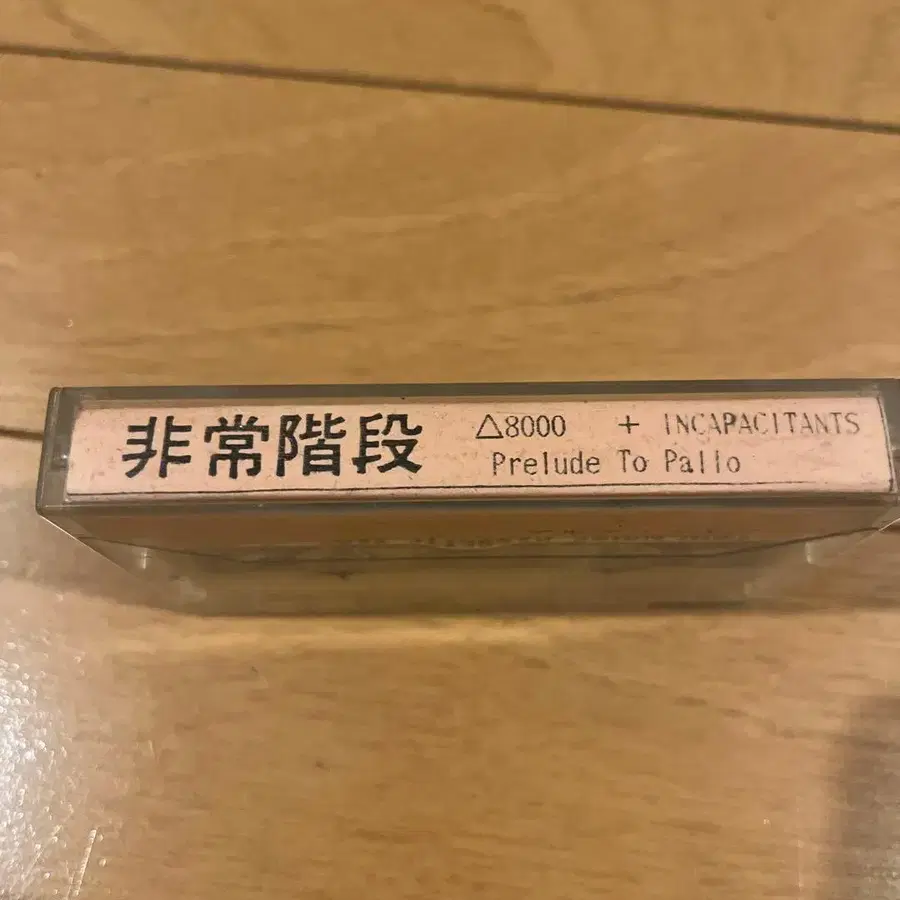 非常階段 △8000 + INCAPACITANTS
Prelude To Pallo